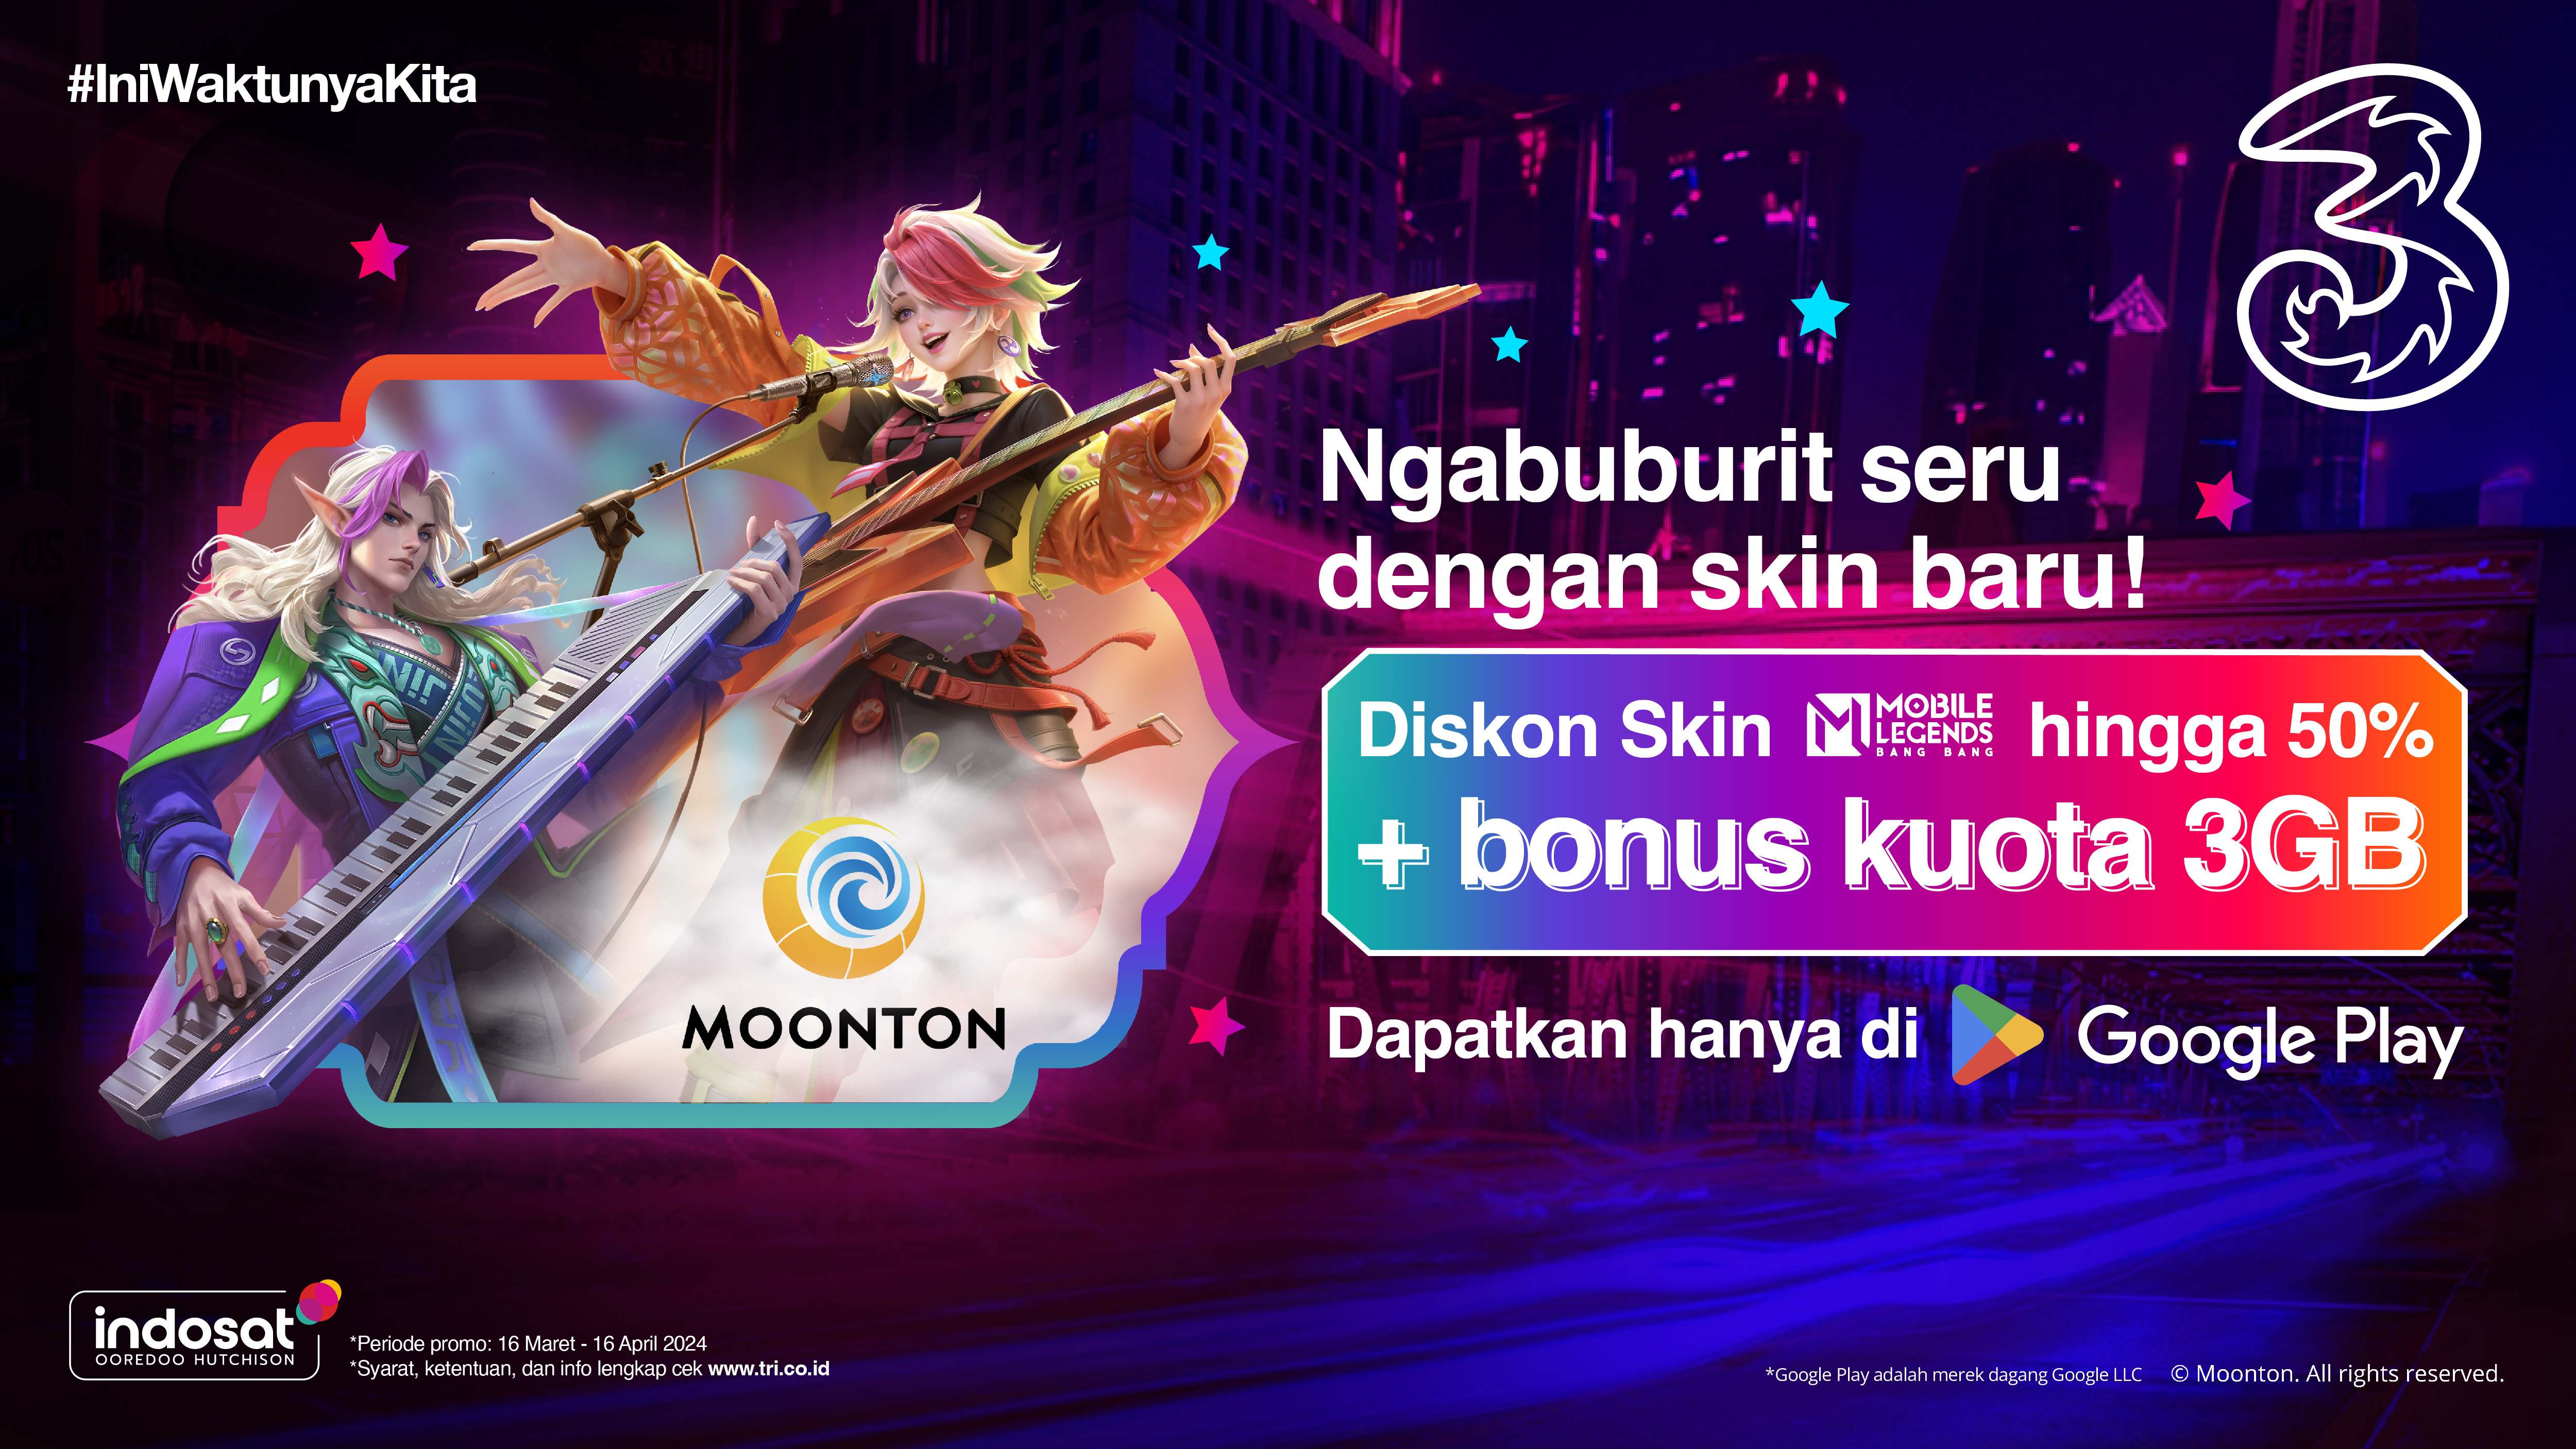 #IniWaktunyaKita
Ngabuburit seru
dengan skin baru!
Diskon Skin MOBILE LEGENDS BANG BANG hingga 50%
+ bonus kuota 3GB
Dapatkan hanya di Google Play
MOONTON
indosat
OOREDOO HUTCHISON
*Periode promo: 16 Maret - 16 April 2024
*Syarat, ketentuan, dan info lengkap cek www.tri.co.id
*Google Play adalah merek dagang Google LLC
© Moonton. All rights reserved.